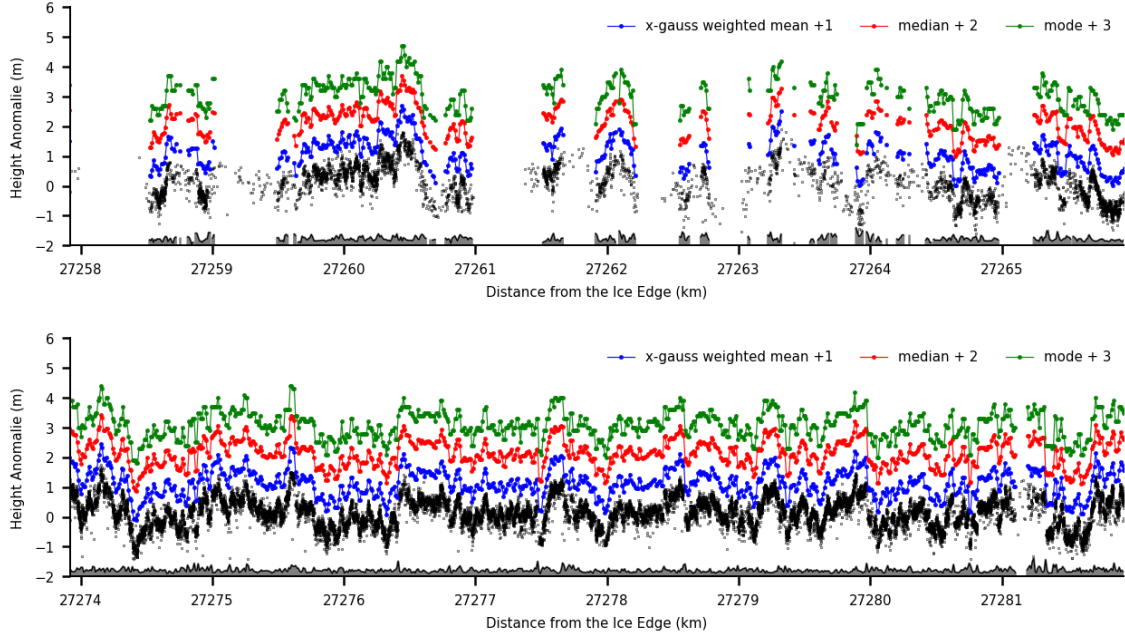 6
5
4
3
2
1
0
−1
−2
Height Anomalie (m)
x-gauss weighted mean +1
median + 2
mode + 3
27258 27259 27260 27261 27262 27263 27264 27265
Distance from the Ice Edge (km)
6
5
4
3
2
1
0
−1
−2
Height Anomalie (m)
x-gauss weighted mean +1
median + 2
mode + 3
27274 27275 27276 27277 27278 27279 27280 27281
Distance from the Ice Edge (km)